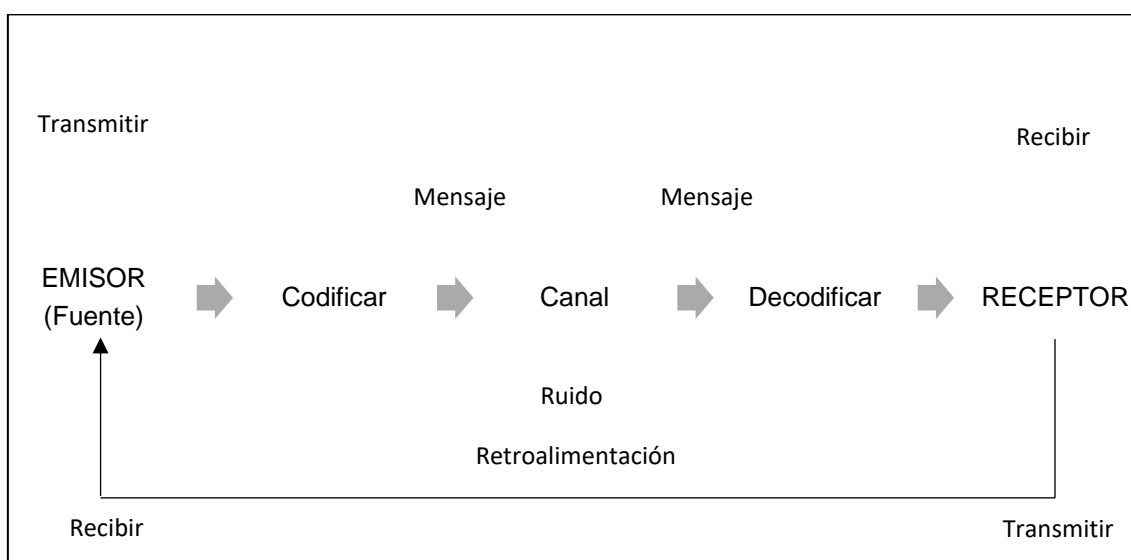 Transmitir
Recibir
Mensaje
Mensaje
EMISOR
(Fuente)
Codificar
Canal
Decodificar
RECEPTOR
Ruido
Retroalimentación
Recibir
Transmitir